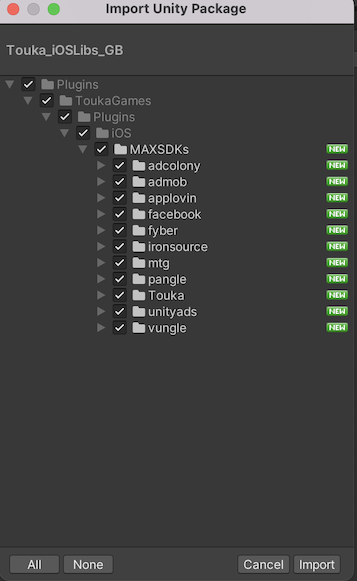 Import Unity Package
Touka_iOSLibs_GB
Plugins
ToukaGames
Plugins
iOS
MAXSDKs NEW
adcolony NEW
admob NEW
applovin NEW
facebook NEW
fyber NEW
ironsource NEW
mtg NEW
pangle NEW
Touka NEW
unityads NEW
vungle NEW
All None Cancel Import